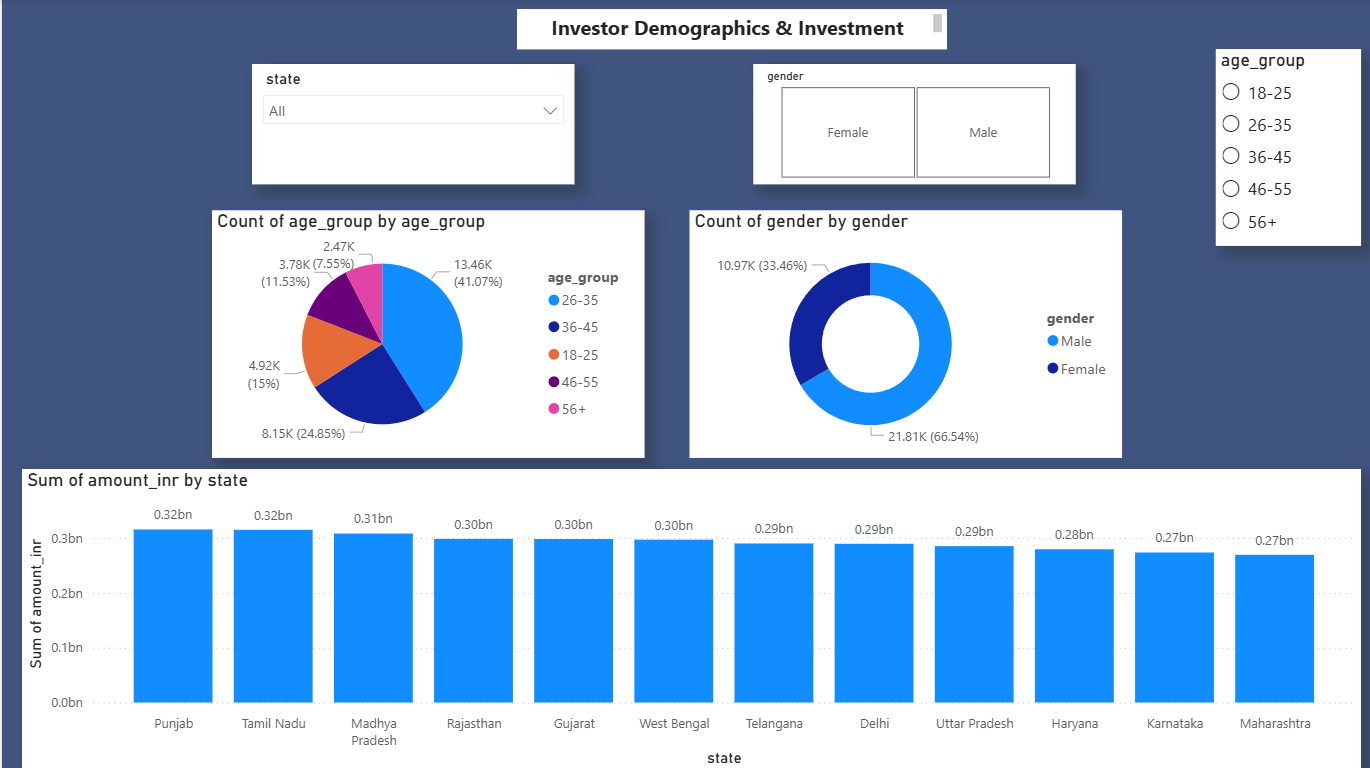 Investor Demographics & Investment
state
All
gender
Female
Male
age_group
18-25
26-35
36-45
46-55
56+
Count of age_group by age_group
2.47K
(7.55%)
3.78K
(11.53%)
13.46K
(41.07%)
4.92K
(15%)
8.15K (24.85%)
age_group
26-35
36-45
18-25
46-55
56+
Count of gender by gender
10.97K (33.46%)
21.81K (66.54%)
gender
Male
Female
Sum of amount_inr by state
Sum of amount_inr
0.3bn
0.2bn
0.1bn
0.0bn
0.32bn
0.32bn
0.31bn
0.30bn
0.30bn
0.30bn
0.29bn
0.29bn
0.29bn
0.28bn
0.27bn
0.27bn
Punjab
Tamil Nadu
Madhya
Pradesh
Rajasthan
Gujarat
West Bengal
Telangana
Delhi
Uttar Pradesh
Haryana
Karnataka
Maharashtra
state